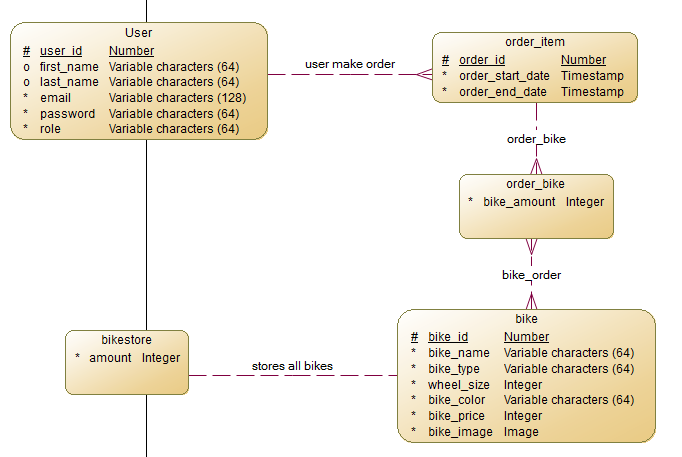 User
# user_id Number
o first_name Variable characters (64)
o last_name Variable characters (64)
* email Variable characters (128)
* password Variable characters (64)
* role Variable characters (64)
user make order
order_item
# order_id Number
* order_start_date Timestamp
* order_end_date Timestamp
order_bike
order_bike
* bike_amount Integer
bike_order
bikestore
* amount Integer
stores all bikes
bike
# bike_id Number
* bike_name Variable characters (64)
* bike_type Variable characters (64)
* wheel_size Integer
* bike_color Variable characters (64)
* bike_price Integer
* bike_image Image